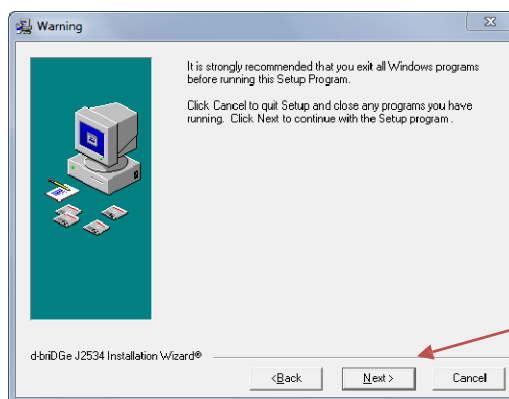 Warning
It is strongly recommended that you exit all Windows programs
before running this Setup Program.
Click Cancel to quit Setup and close any programs you have
running. Click Next to continue with the Setup program .
d-briDGe J2534 Installation Wizard®
<Back
Next >
Cancel